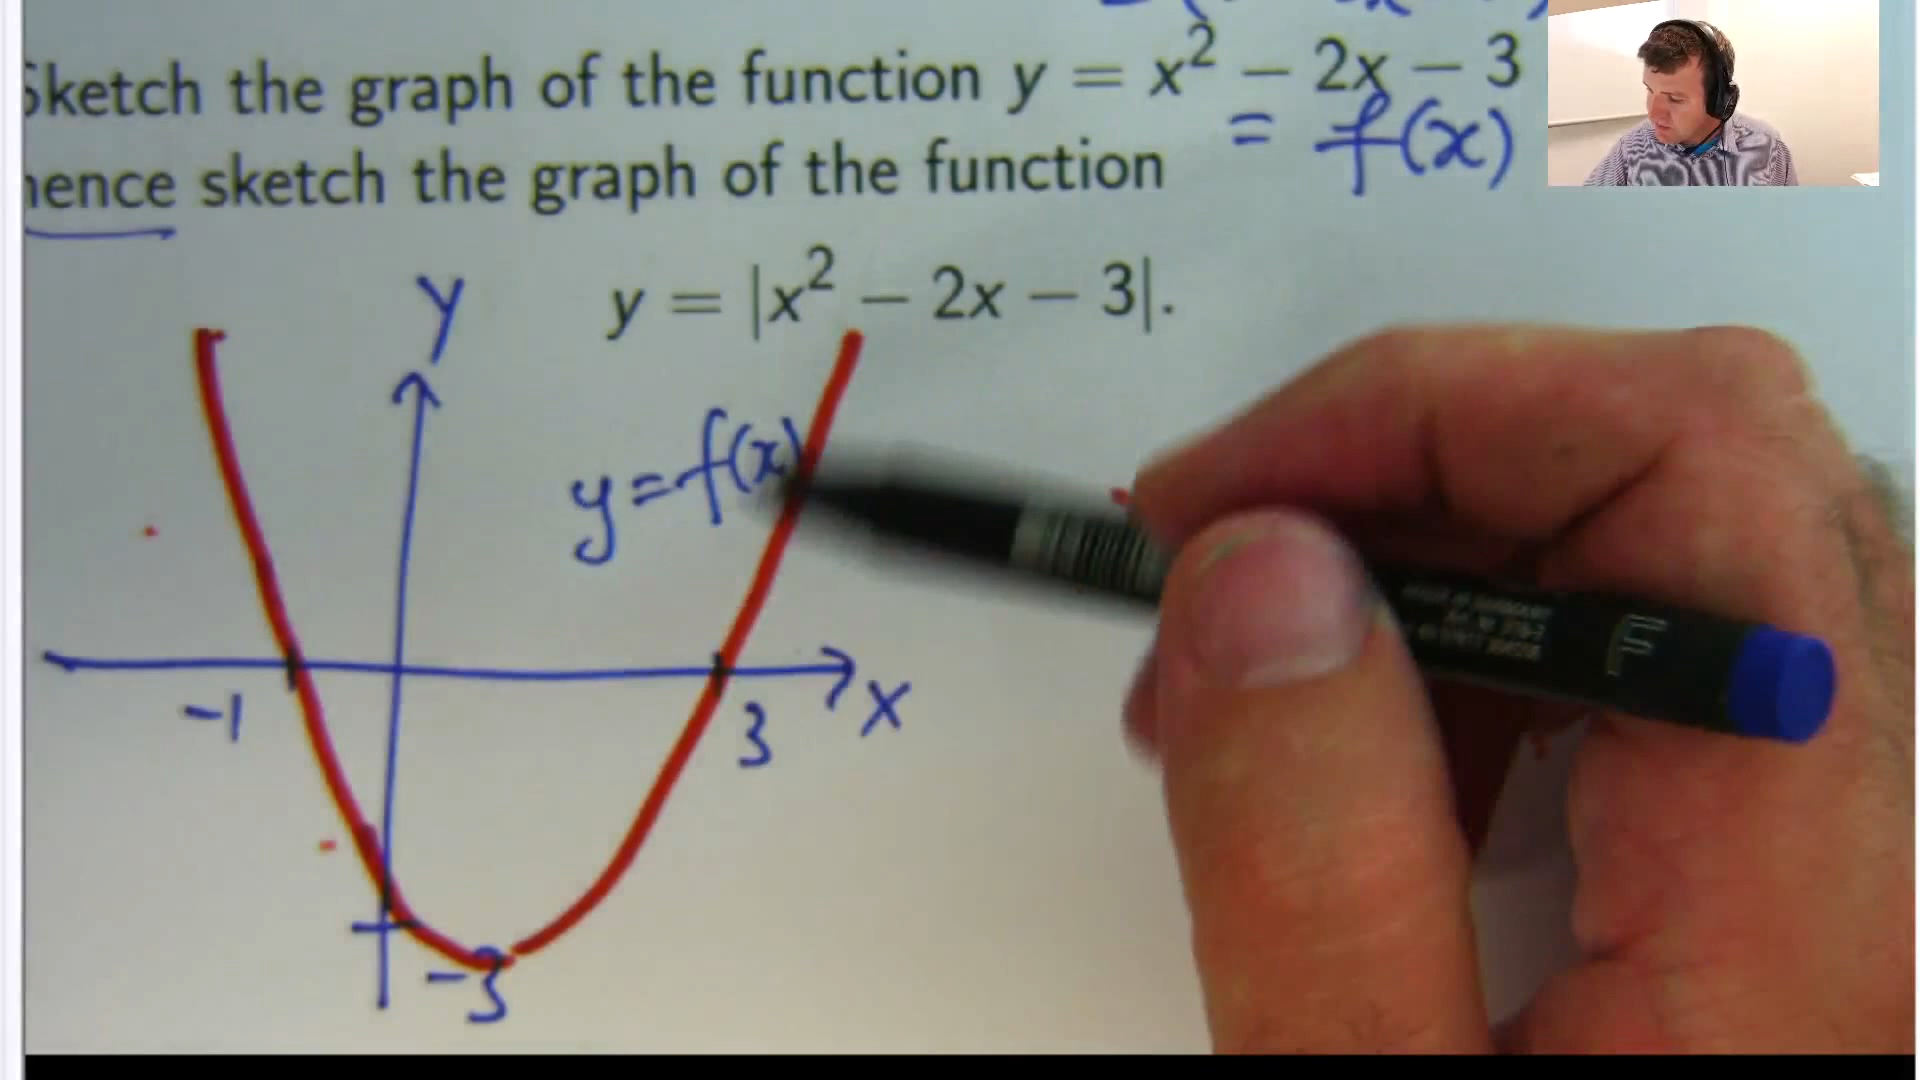 Sketch the graph of the function y = x² − 2x − 3
= f(x)
hence sketch the graph of the function
y = |x² − 2x − 3|.
y
y=f(x)
-1
3
x
-3
F